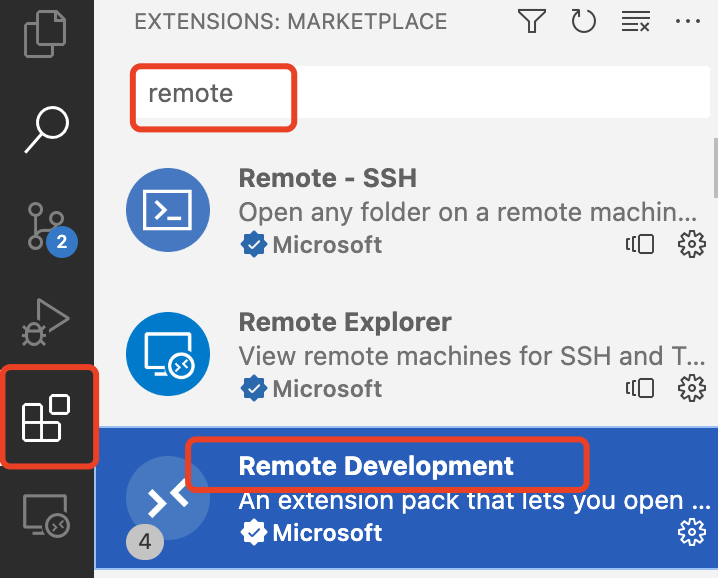 EXTENSIONS: MARKETPLACE
remote
Remote - SSH
Open any folder on a remote machin...
Microsoft
2
Remote Explorer
View remote machines for SSH and T...
Microsoft
Remote Development
An extension pack that lets you open ...
4
Microsoft